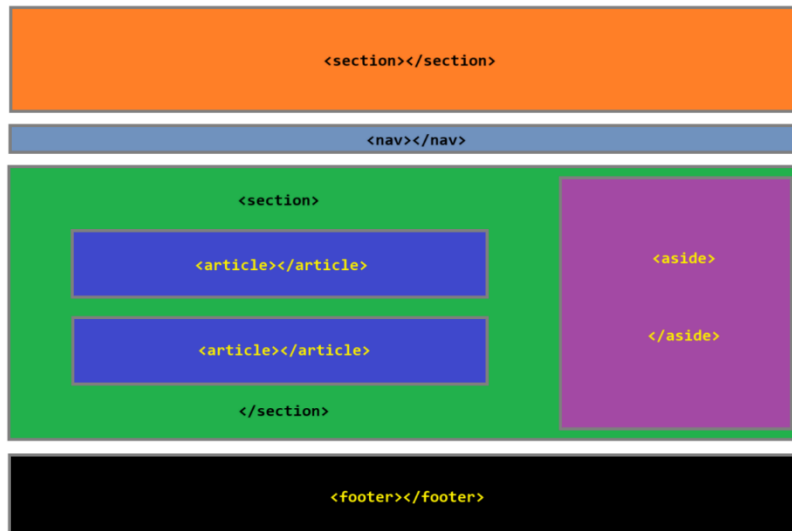 <section></section>
<nav></nav>
<section>
<article></article>
<article></article>
</section>
<aside>
</aside>
<footer></footer>